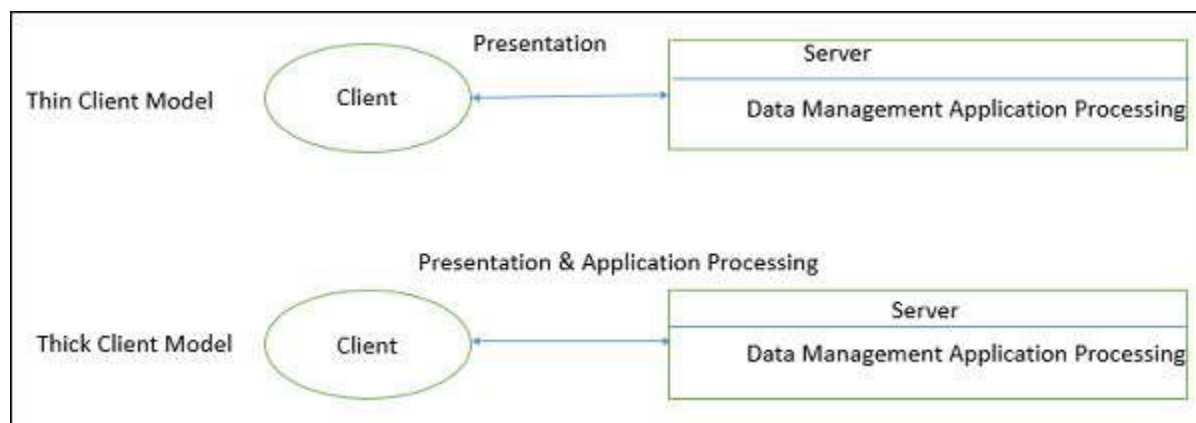 Presentation
Server
Thin Client Model
Client
Data Management Application Processing
Presentation & Application Processing
Server
Thick Client Model
Client
Data Management Application Processing